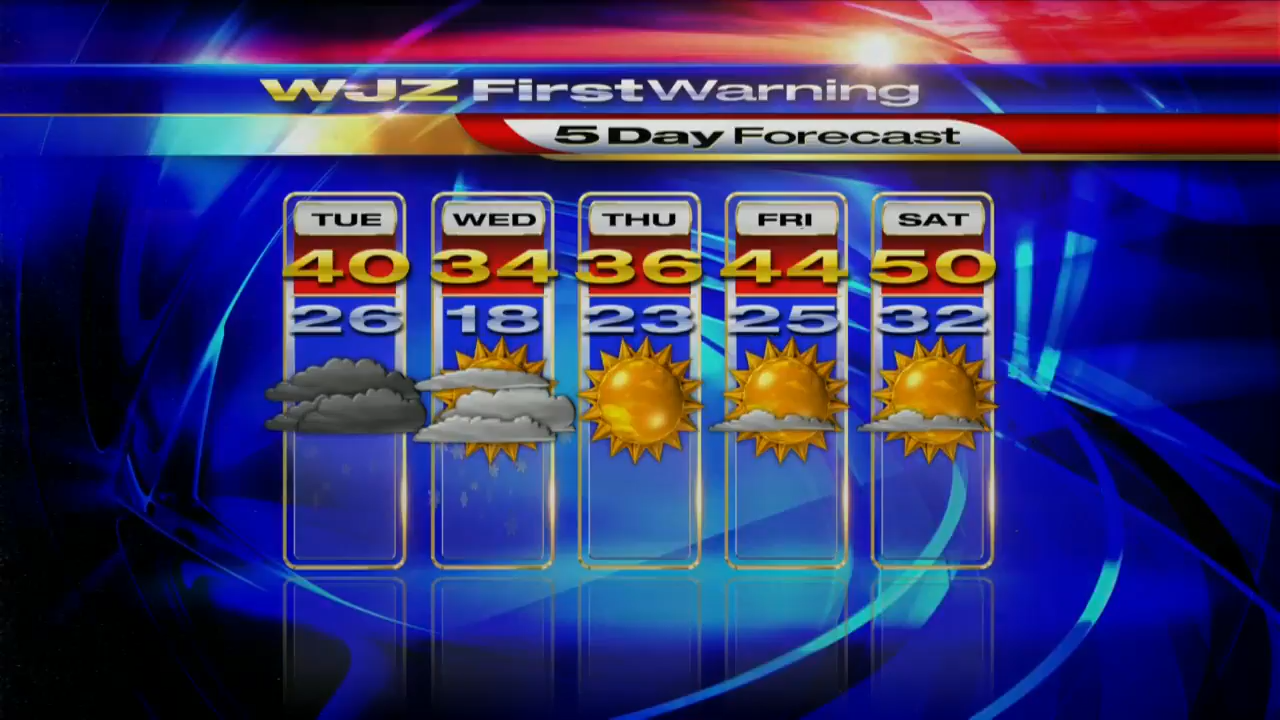 WJZ FirstWarning
5 Day Forecast
TUE WED THU FRI SAT
40 34 36 44 50
26 18 23 25 32